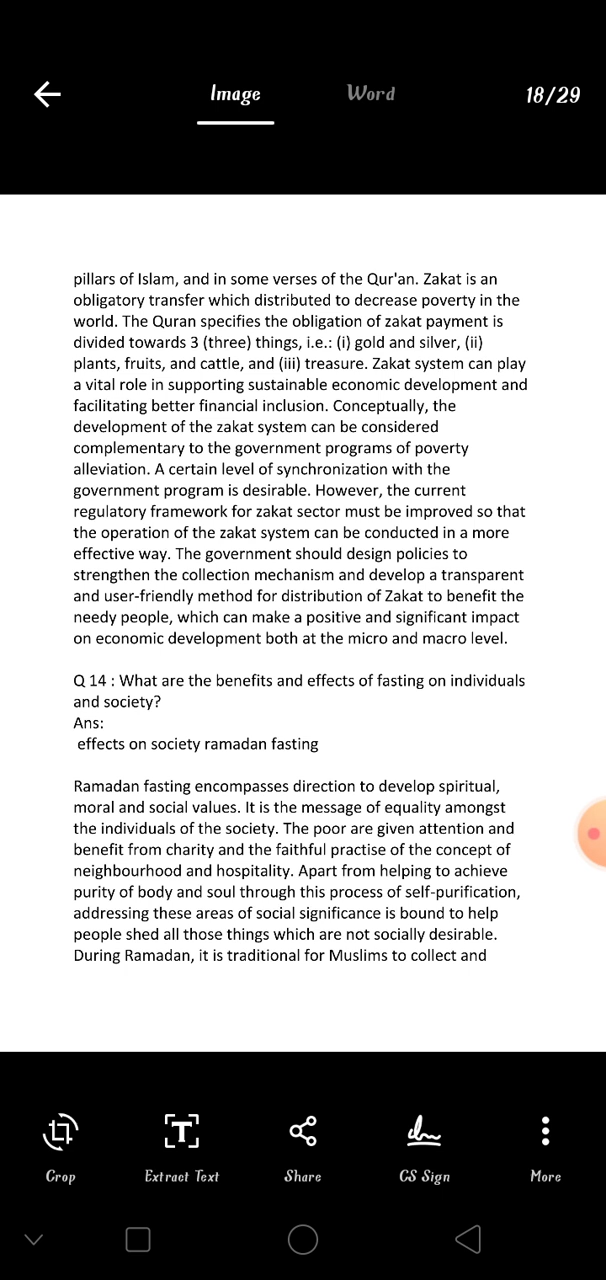 Image
Word
18/29
pillars of Islam, and in some verses of the Qur'an. Zakat is an
obligatory transfer which distributed to decrease poverty in the
world. The Quran specifies the obligation of zakat payment is
divided towards 3 (three) things, i.e.: (i) gold and silver, (ii)
plants, fruits, and cattle, and (iii) treasure. Zakat system can play
a vital role in supporting sustainable economic development and
facilitating better financial inclusion. Conceptually, the
development of the zakat system can be considered
complementary to the government programs of poverty
alleviation. A certain level of synchronization with the
government program is desirable. However, the current
regulatory framework for zakat sector must be improved so that
the operation of the zakat system can be conducted in a more
effective way. The government should design policies to
strengthen the collection mechanism and develop a transparent
and user-friendly method for distribution of Zakat to benefit the
needy people, which can make a positive and significant impact
on economic development both at the micro and macro level.
Q 14 : What are the benefits and effects of fasting on individuals
and society?
Ans:
effects on society ramadan fasting
Ramadan fasting encompasses direction to develop spiritual,
moral and social values. It is the message of equality amongst
the individuals of the society. The poor are given attention and
benefit from charity and the faithful practise of the concept of
neighbourhood and hospitality. Apart from helping to achieve
purity of body and soul through this process of self-purification,
addressing these areas of social significance is bound to help
people shed all those things which are not socially desirable.
During Ramadan, it is traditional for Muslims to collect and
Crop
Extract Text
Share
CS Sign
More